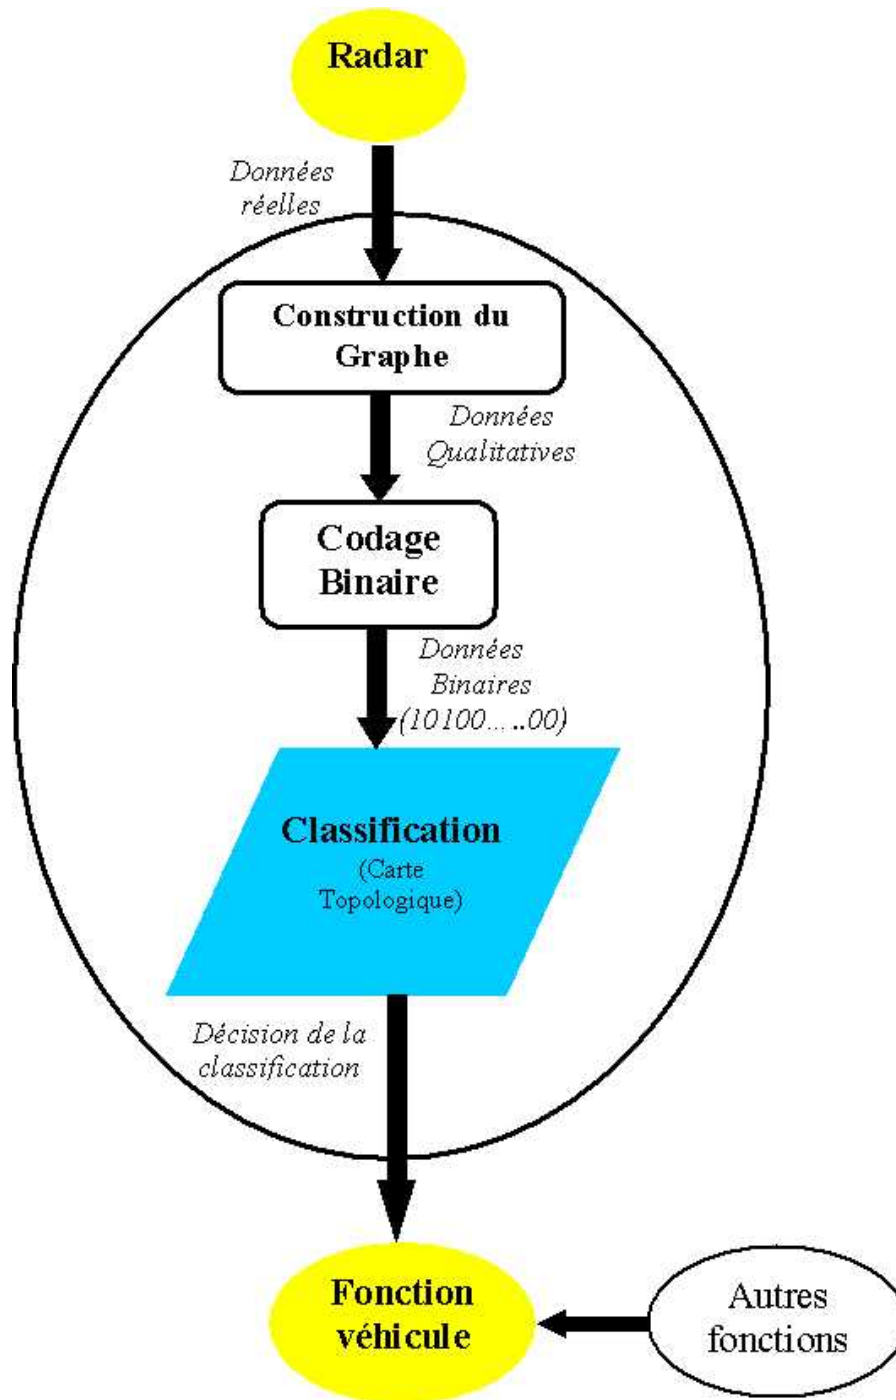 Radar
Données
réelles
Construction du
Graphe
Données
Qualitatives
Codage
Binaire
Données
Binaires
(10100.....00)
Classification
(Carte
Topologique)
Décision de la
classification
Fonction
véhicule
Autres
fonctions